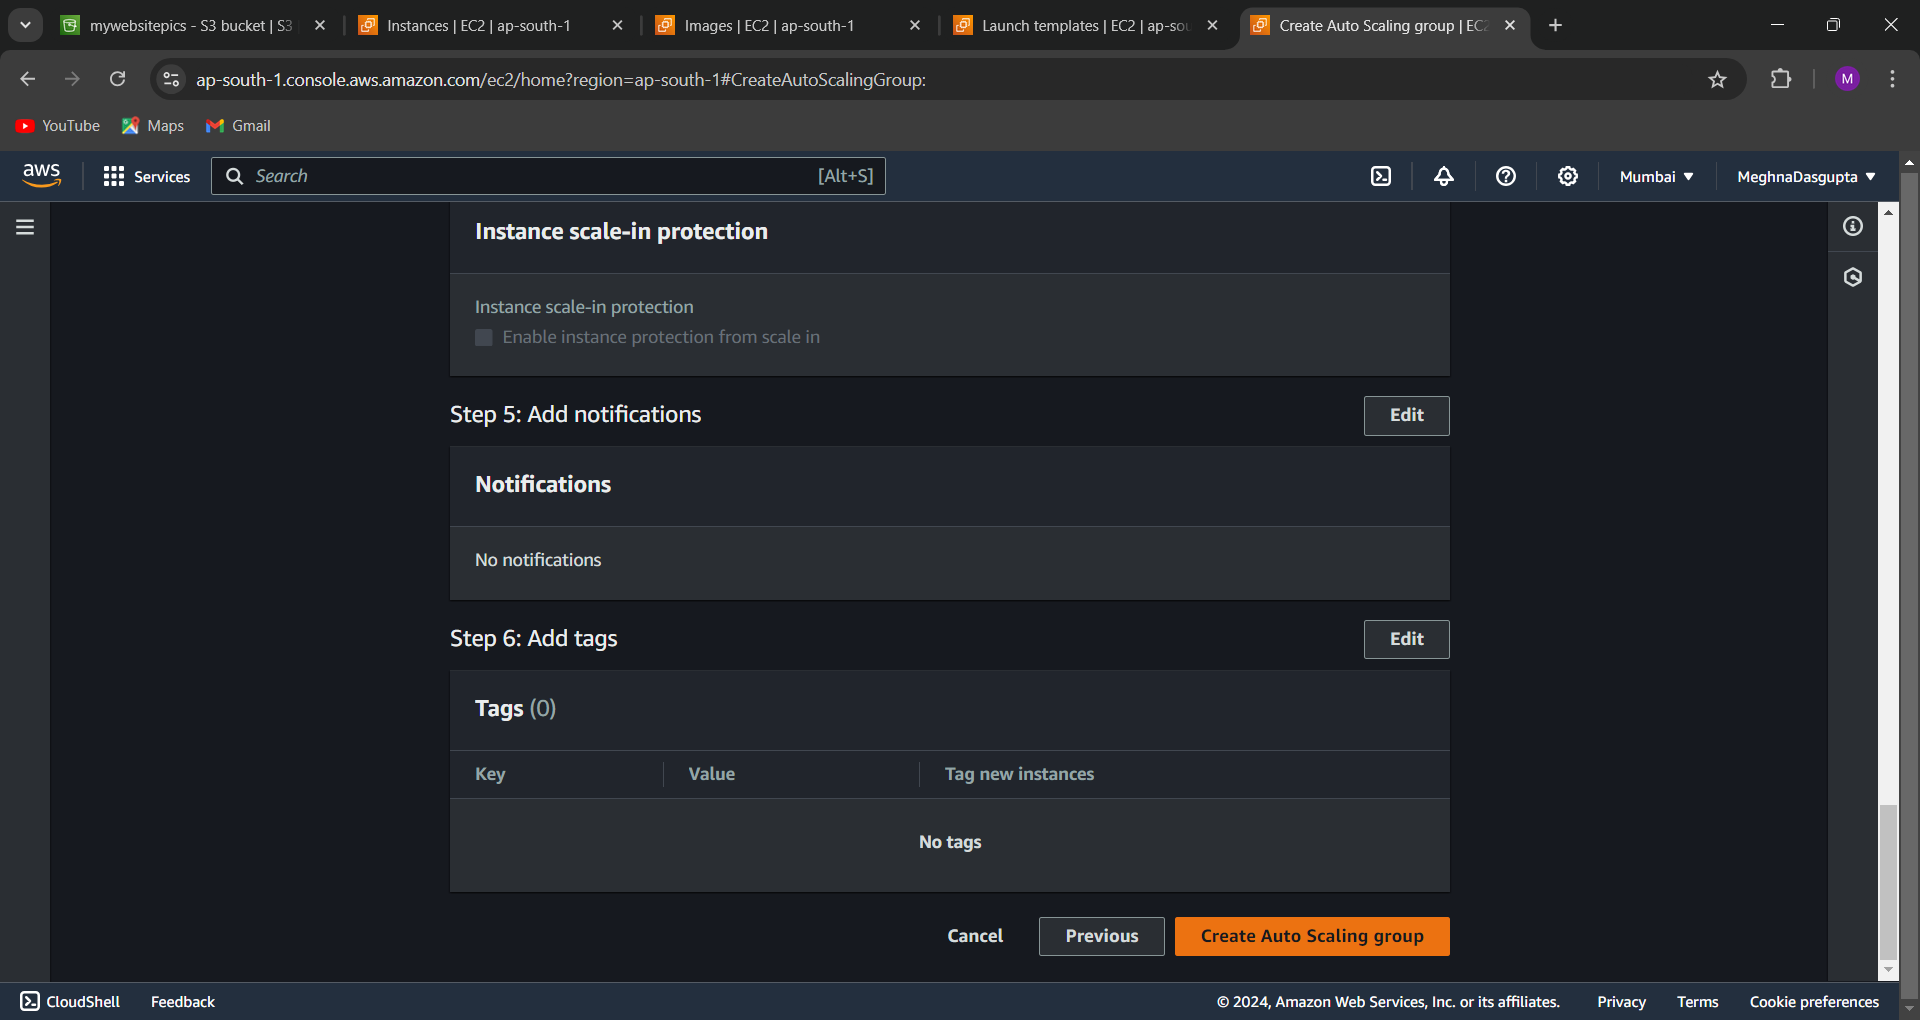 mywebsitepics - S3 bucket | S3
Instances | EC2 | ap-south-1
Images | EC2 | ap-south-1
Launch templates | EC2 | ap-sou
Create Auto Scaling group | EC2
ap-south-1.console.aws.amazon.com/ec2/home?region=ap-south-1#CreateAutoScalingGroup:
M
YouTube
Maps
Gmail
aws
Services
Search
[Alt+S]
Mumbai
MeghnaDasgupta
Instance scale-in protection
Instance scale-in protection
Enable instance protection from scale in
Step 5: Add notifications
Edit
Notifications
No notifications
Step 6: Add tags
Edit
Tags (0)
Key
Value
Tag new instances
No tags
Cancel
Previous
Create Auto Scaling group
CloudShell
Feedback
© 2024, Amazon Web Services, Inc. or its affiliates.
Privacy
Terms
Cookie preferences